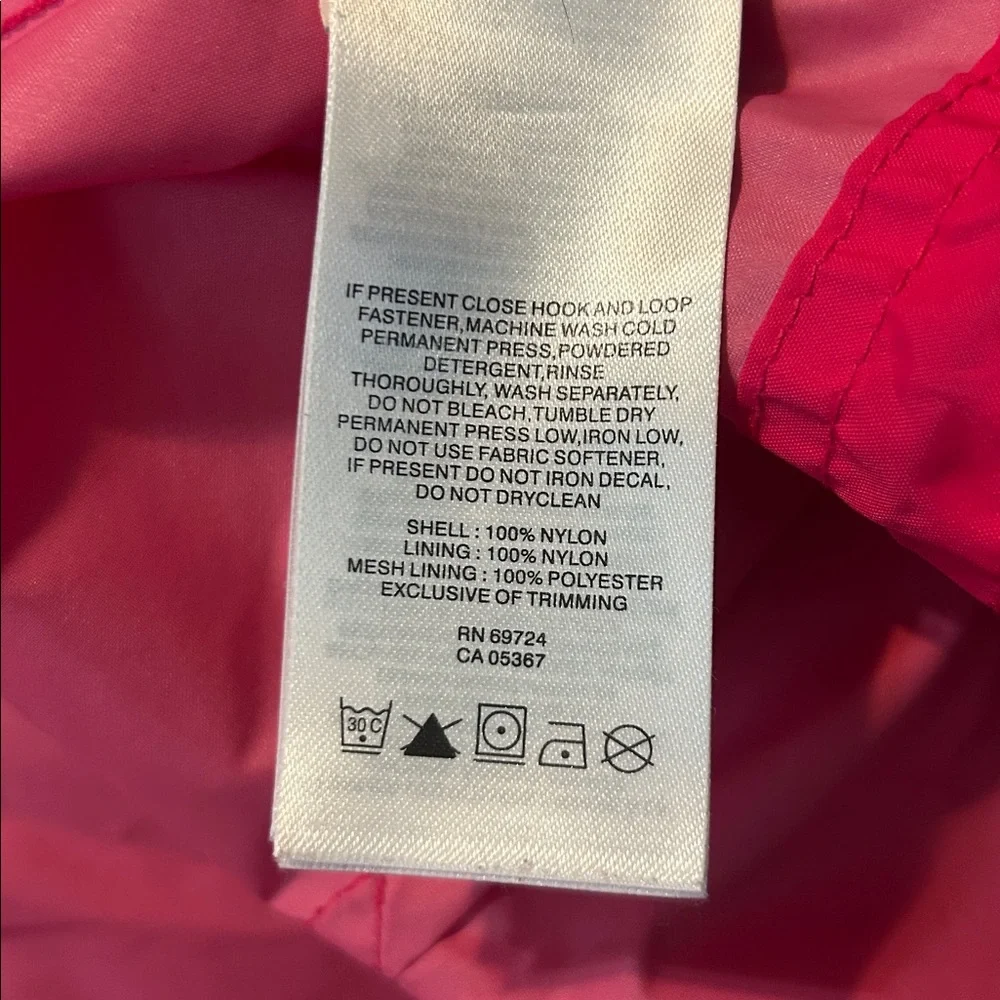 IF PRESENT CLOSE HOOK AND LOOP
FASTENER,MACHINE WASH COLD
PERMANENT PRESS,POWDERED
DETERGENT,RINSE
THOROUGHLY, WASH SEPARATELY,
DO NOT BLEACH,TUMBLE DRY
PERMANENT PRESS LOW,IRON LOW,
DO NOT USE FABRIC SOFTENER,
IF PRESENT DO NOT IRON DECAL,
DO NOT DRYCLEAN
SHELL : 100% NYLON
LINING : 100% NYLON
MESH LINING : 100% POLYESTER
EXCLUSIVE OF TRIMMING
RN 69724
CA 05367
30 C